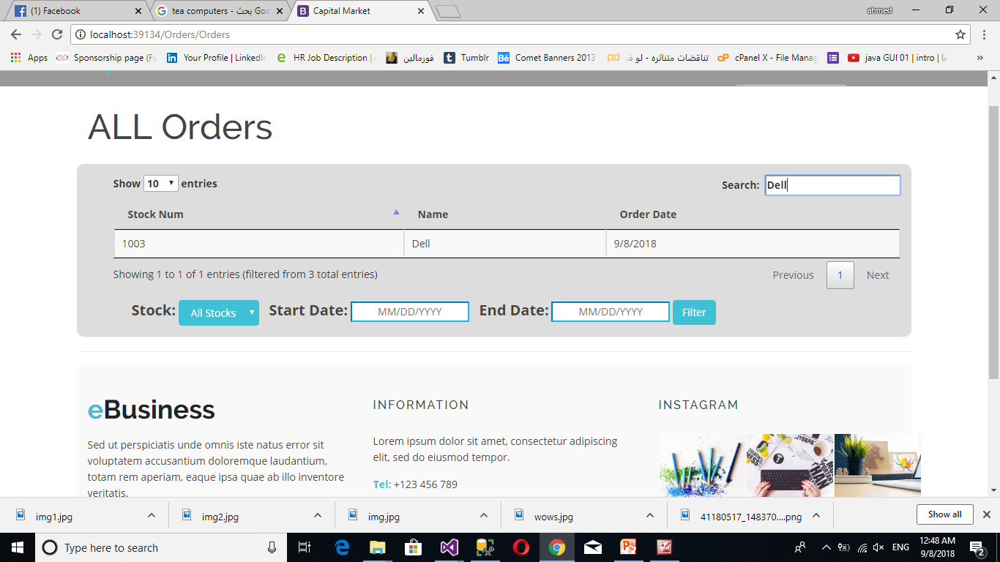 (1) Facebook
tea computers - بحث Goo
Capital Market
ahmed
localhost:39134/Orders/Orders
Apps
Sponsorship page (Fu
Your Profile | LinkedIn
HR Job Description |
فورمالين
Tumblr
Comet Banners 2013
تناقضات متناثره - لو ف
cPanel X - File Manag
java GUI 01 | intro | فا
»
ALL Orders
Show 10 entries
Search: Dell
Stock Num Name Order Date
1003 Dell 9/8/2018
Showing 1 to 1 of 1 entries (filtered from 3 total entries)
Previous 1 Next
Stock: All Stocks Start Date: MM/DD/YYYY End Date: MM/DD/YYYY Filter
eBusiness
Sed ut perspiciatis unde omnis iste natus error sit
voluptatem accusantium doloremque laudantium,
totam rem aperiam, eaque ipsa quae ab illo inventore
veritatis.
INFORMATION
Lorem ipsum dolor sit amet, consectetur adipiscing
elit, sed do eiusmod tempor.
Tel: +123 456 789
INSTAGRAM
img1.jpg
img2.jpg
img.jpg
wows.jpg
41180517_148370....png
Show all
Type here to search
ENG
12:48 AM
9/8/2018
2